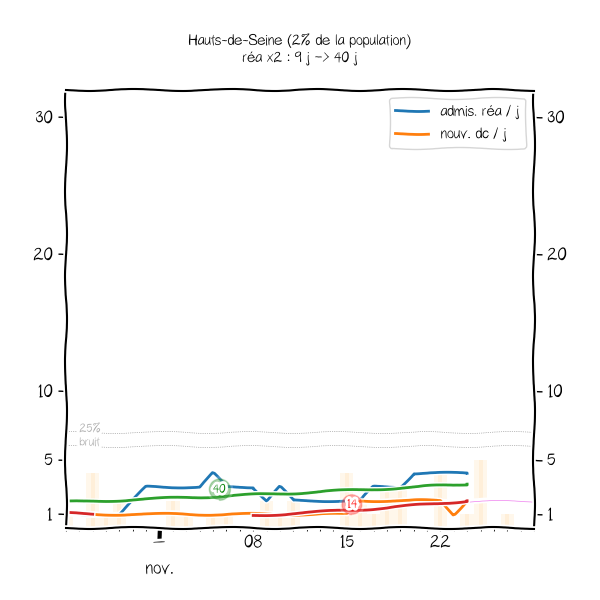 Hauts-de-Seine (2% de la population)
réa x2 : 9 j -> 40 j
admis. réa / j
nouv. dc / j
30
30
20
20
10
10
25%
bruit
5
5
40
14
1
1
1
08
15
22
nov.